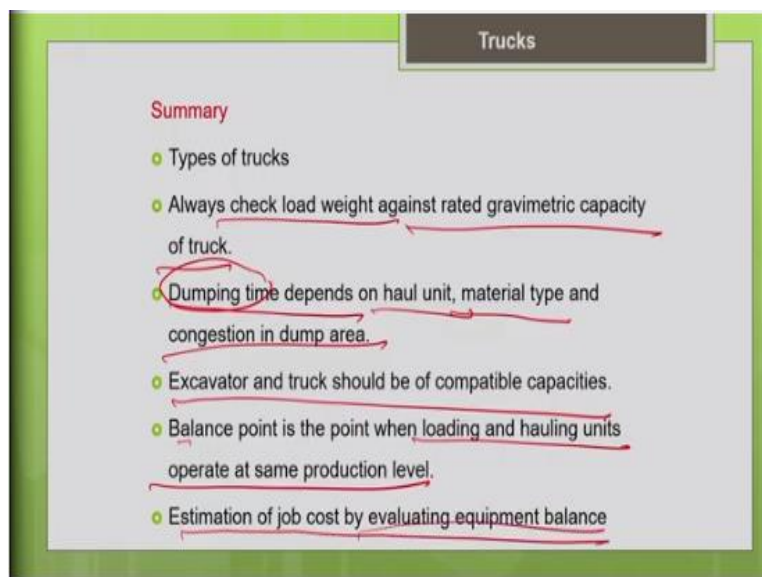 Trucks
Summary
Types of trucks
Always check load weight against rated gravimetric capacity
of truck.
Dumping time depends on haul unit, material type and
congestion in dump area.
Excavator and truck should be of compatible capacities.
Balance point is the point when loading and hauling units
operate at same production level.
Estimation of job cost by evaluating equipment balance